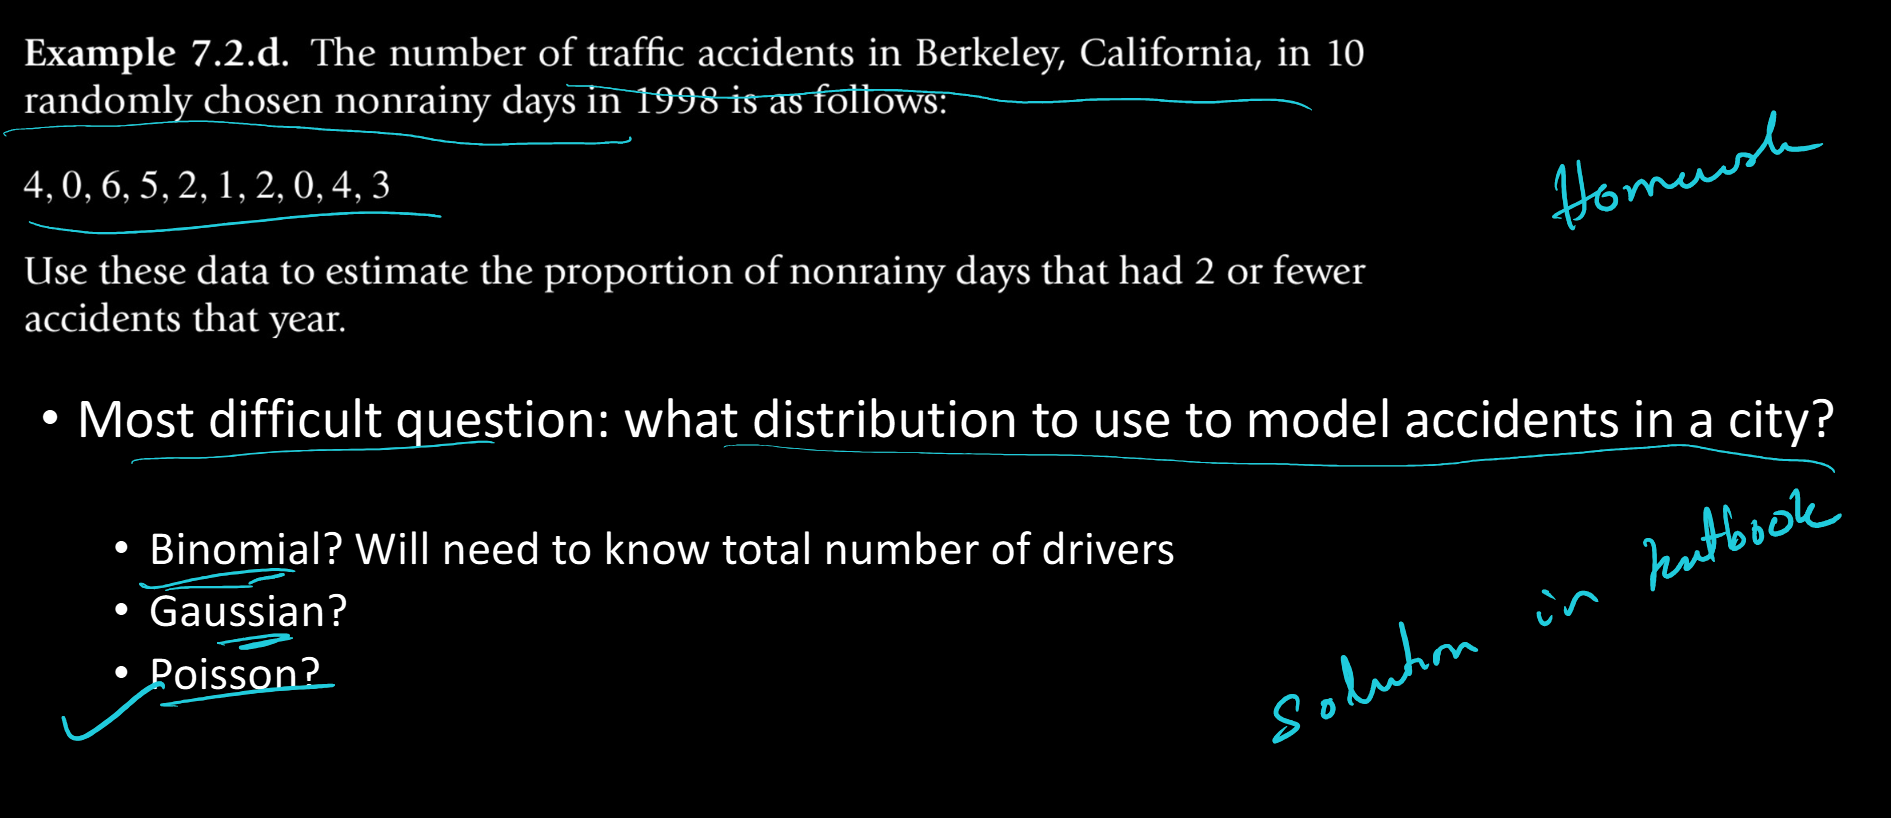 Example 7.2.d. The number of traffic accidents in Berkeley, California, in 10
randomly chosen nonrainy days in 1998 is as follows:
4, 0, 6, 5, 2, 1, 2, 0, 4, 3
Homework
Use these data to estimate the proportion of nonrainy days that had 2 or fewer
accidents that year.
• Most difficult question: what distribution to use to model accidents in a city?
• Binomial? Will need to know total number of drivers
• Gaussian?
• Poisson?
Solution in textbook